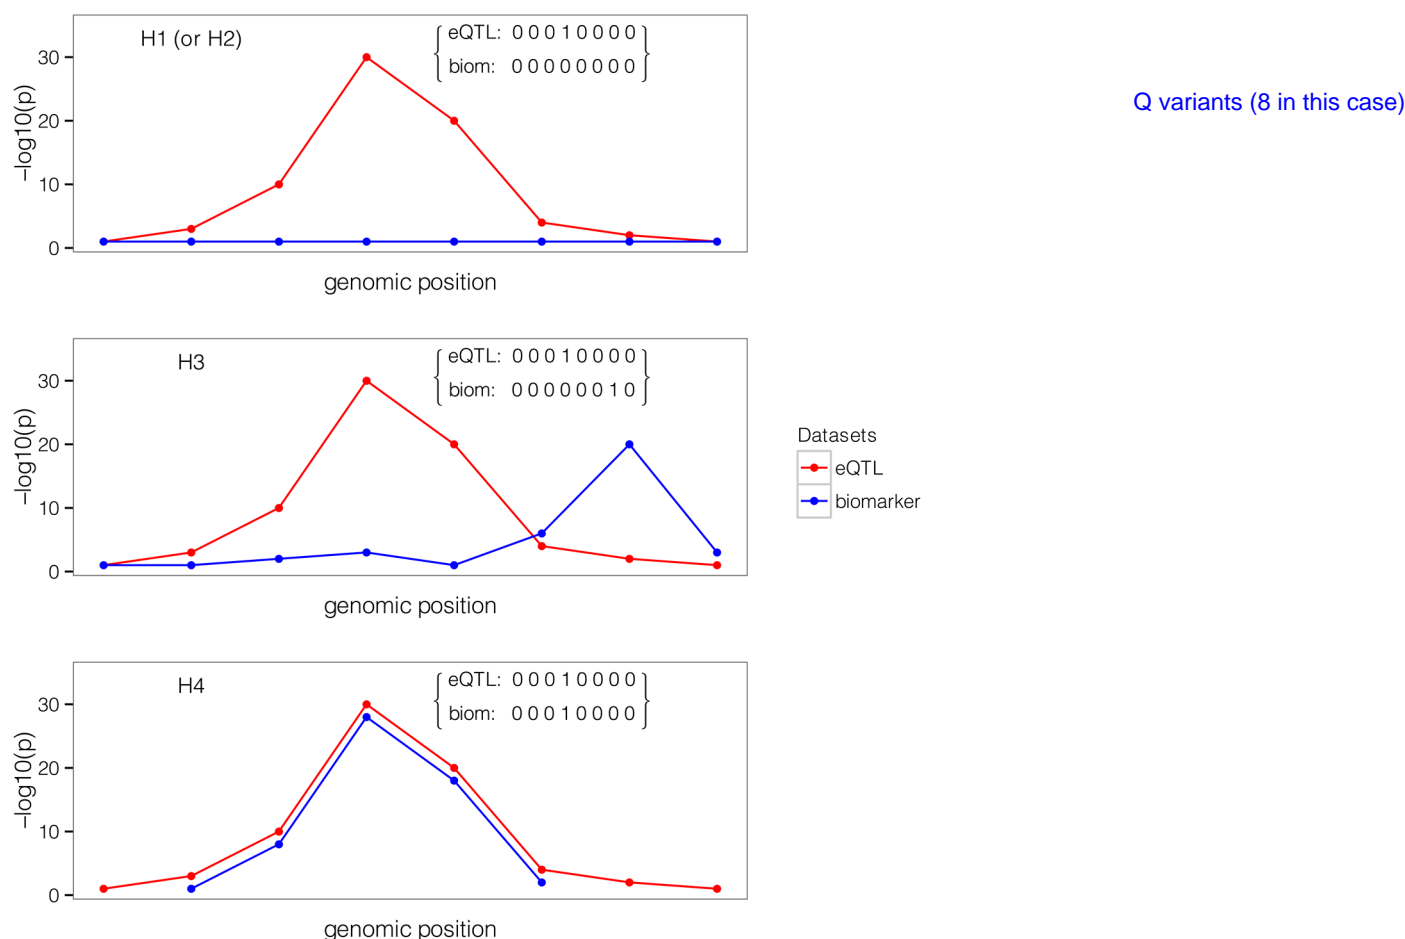 H1 (or H2)
eQTL: 0 0 0 1 0 0 0 0
biom: 0 0 0 0 0 0 0 0
Q variants (8 in this case)
30
20
10
0
−log10(p)
genomic position
H3
eQTL: 0 0 0 1 0 0 0 0
biom: 0 0 0 0 0 0 1 0
30
20
10
0
−log10(p)
genomic position
Datasets
eQTL
biomarker
H4
eQTL: 0 0 0 1 0 0 0 0
biom: 0 0 0 1 0 0 0 0
30
20
10
0
−log10(p)
genomic position